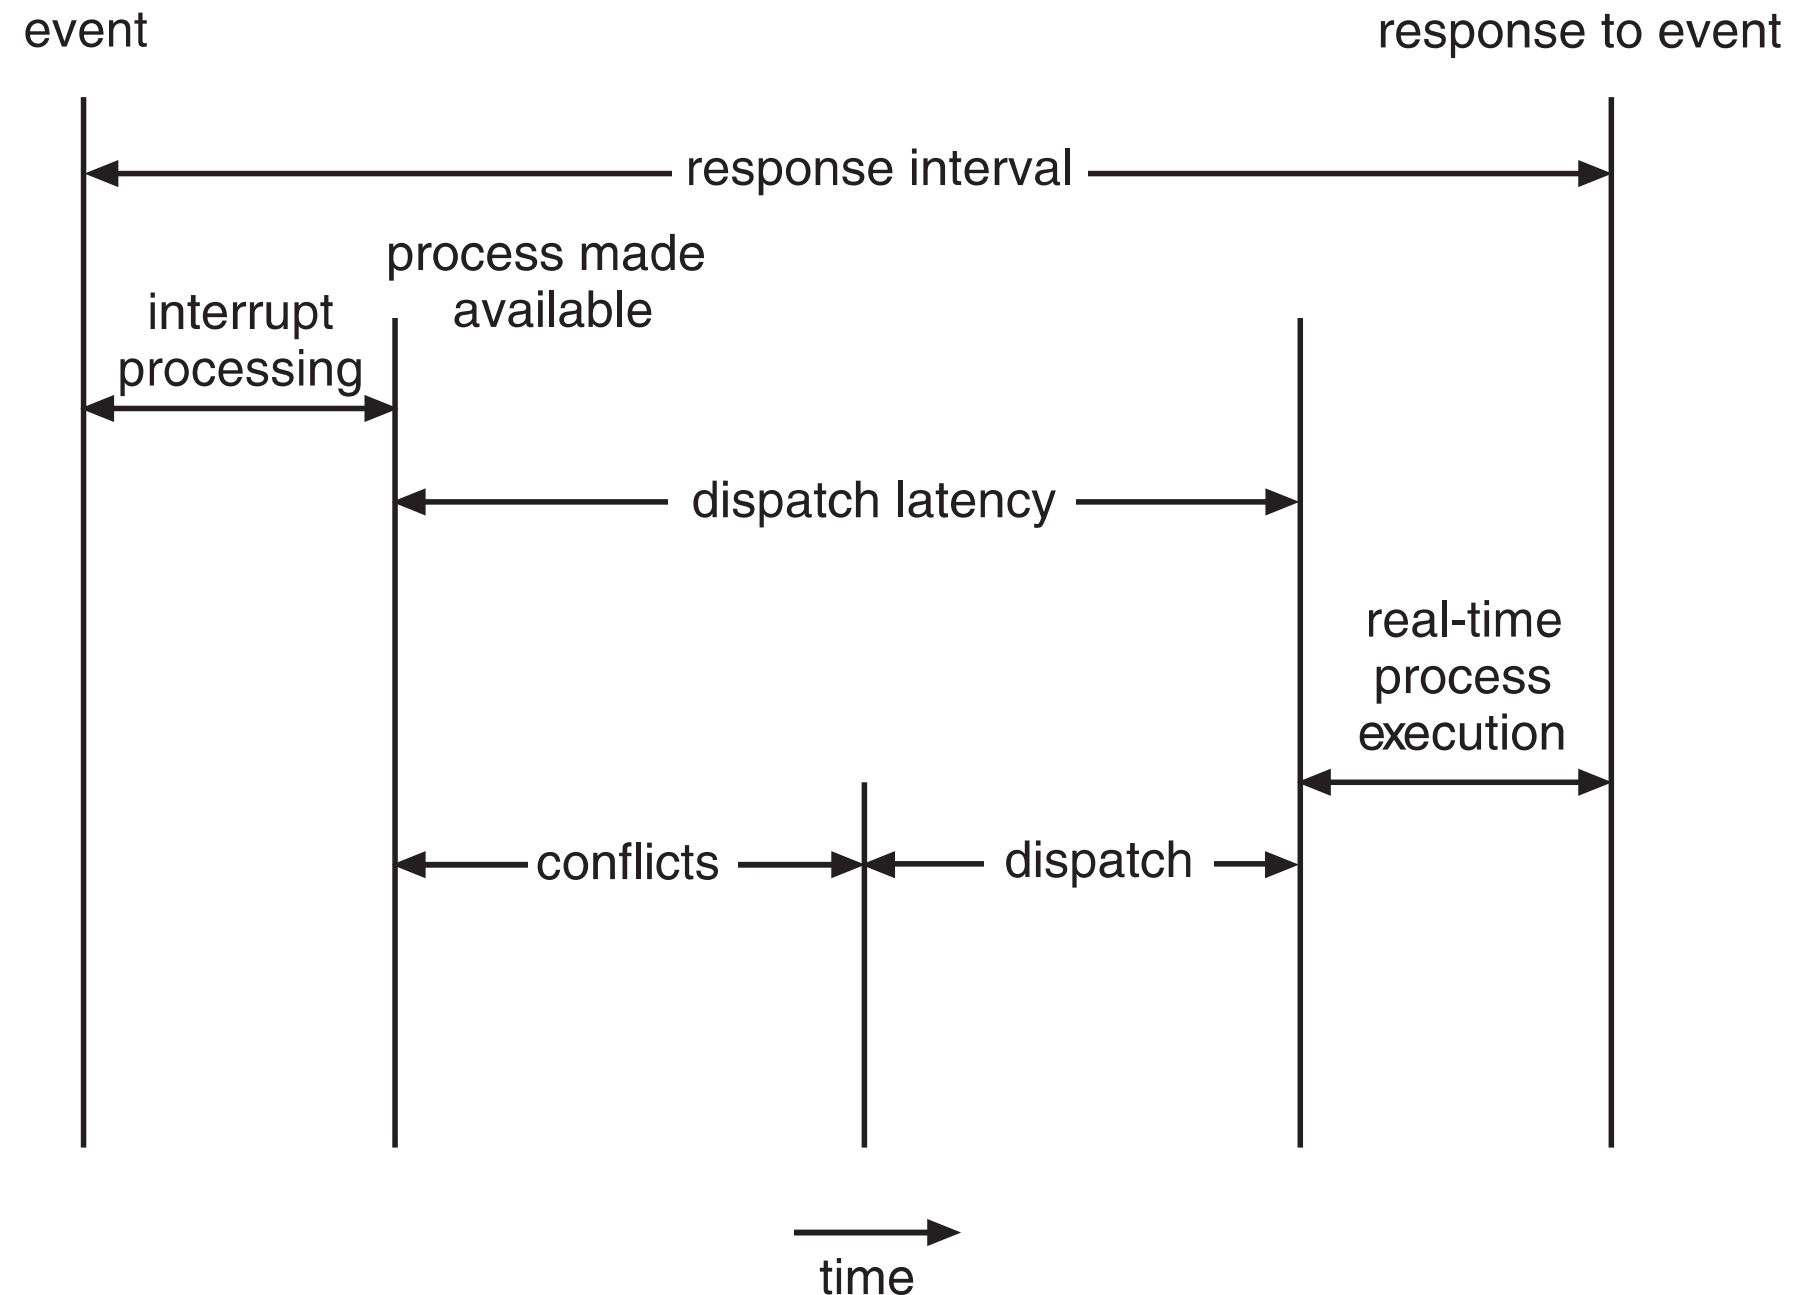 event
response to event
response interval
process made
available
interrupt
processing
dispatch latency
real-time
process
execution
conflicts
dispatch
time